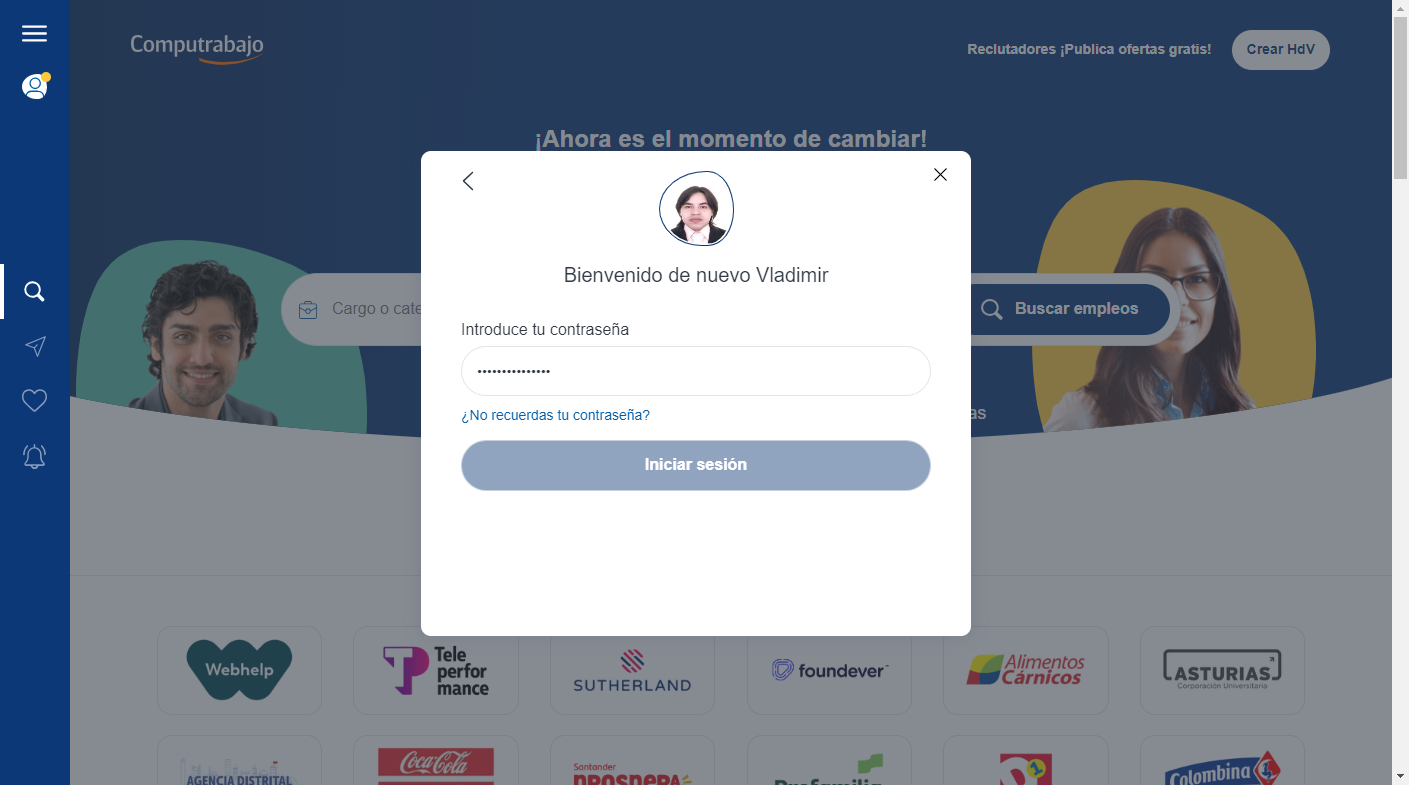 Computrabajo
Reclutadores ¡Publica ofertas gratis!
Crear HdV
¡Ahora es el momento de cambiar!
Bienvenido de nuevo Vladimir
Cargo o cate
Buscar empleos
Introduce tu contraseña
•••••••••••••••
¿No recuerdas tu contraseña?
as
Iniciar sesión
Webhelp
Tele
perfor
mance
SUTHERLAND
foundever
Alimentos
Cárnicos
ASTURIAS
Corporación Universitaria
AGENCIA DISTRITAL
Coca-Cola
Santander
PROSPERA
Profamilia
D1
Colombina